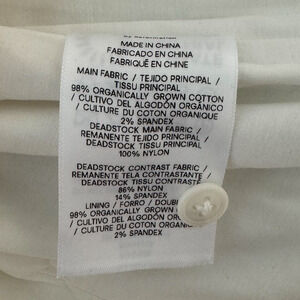 MADE IN CHINA
FABRICADO EN CHINA
FABRIQUÉ EN CHINE
MAIN FABRIC / TEJIDO PRINCIPAL /
TISSU PRINCIPAL
98% ORGANICALLY GROWN COTTON
/ CULTIVO DEL ALGODÓN ORGÁNICO
/ CULTURE DU COTON ORGANIQUE
2% SPANDEX
DEADSTOCK MAIN FABRIC /
REMANENTE TEJIDO PRINCIPAL /
DEADSTOCK TISSU PRINCIPAL
100% NYLON
DEADSTOCK CONTRAST FABRIC /
REMANENTE TELA CONTRASTANTE
DEADSTOCK TISSU CONTRASTE
86% NYLON
14% SPANDEX
LINING / FORRO /
98% ORGANICALLY GROWN
/ CULTIVO DEL ALGODÓN
/ CULTURE DU COTON
2% SPANDEX